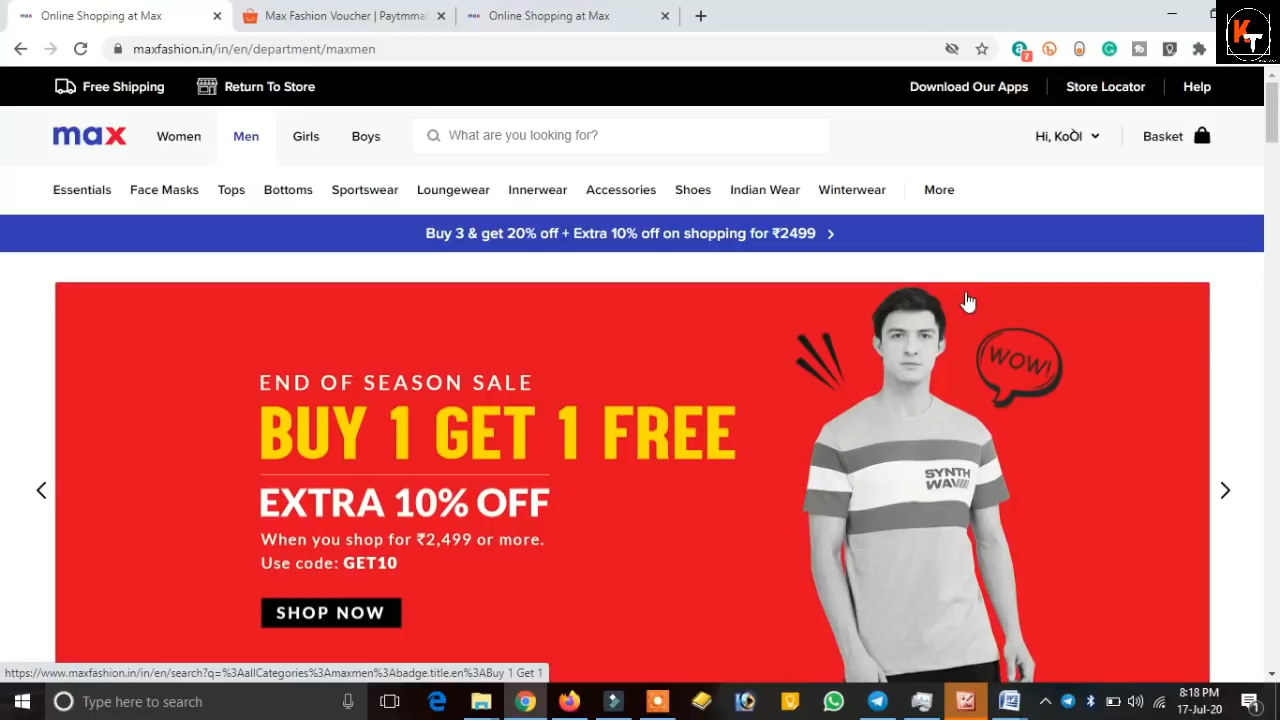 Online Shopping at Max
Max Fashion Voucher | Paytmmal
Online Shopping at Max
maxfashion.in/in/en/department/maxmen
7
KT
Free Shipping
Return To Store
Download Our Apps
Store Locator
Help
max
Women
Men
Girls
Boys
What are you looking for?
Hi, KoÒl
Basket
Essentials
Face Masks
Tops
Bottoms
Sportswear
Loungewear
Innerwear
Accessories
Shoes
Indian Wear
Winterwear
More
Buy 3 & get 20% off + Extra 10% off on shopping for ₹2499
END OF SEASON SALE
BUY 1 GET 1 FREE
EXTRA 10% OFF
When you shop for ₹2,499 or more.
Use code: GET10
SHOP NOW
WOW!
SYNTH
WAV
https://www.maxfashion.in/in/en/search?q=%3AallCategories%3Amaxmen%3Abadge.title.en%3ABuy 1 Get 1
Type here to search
8:18 PM
17-Jul-20
1